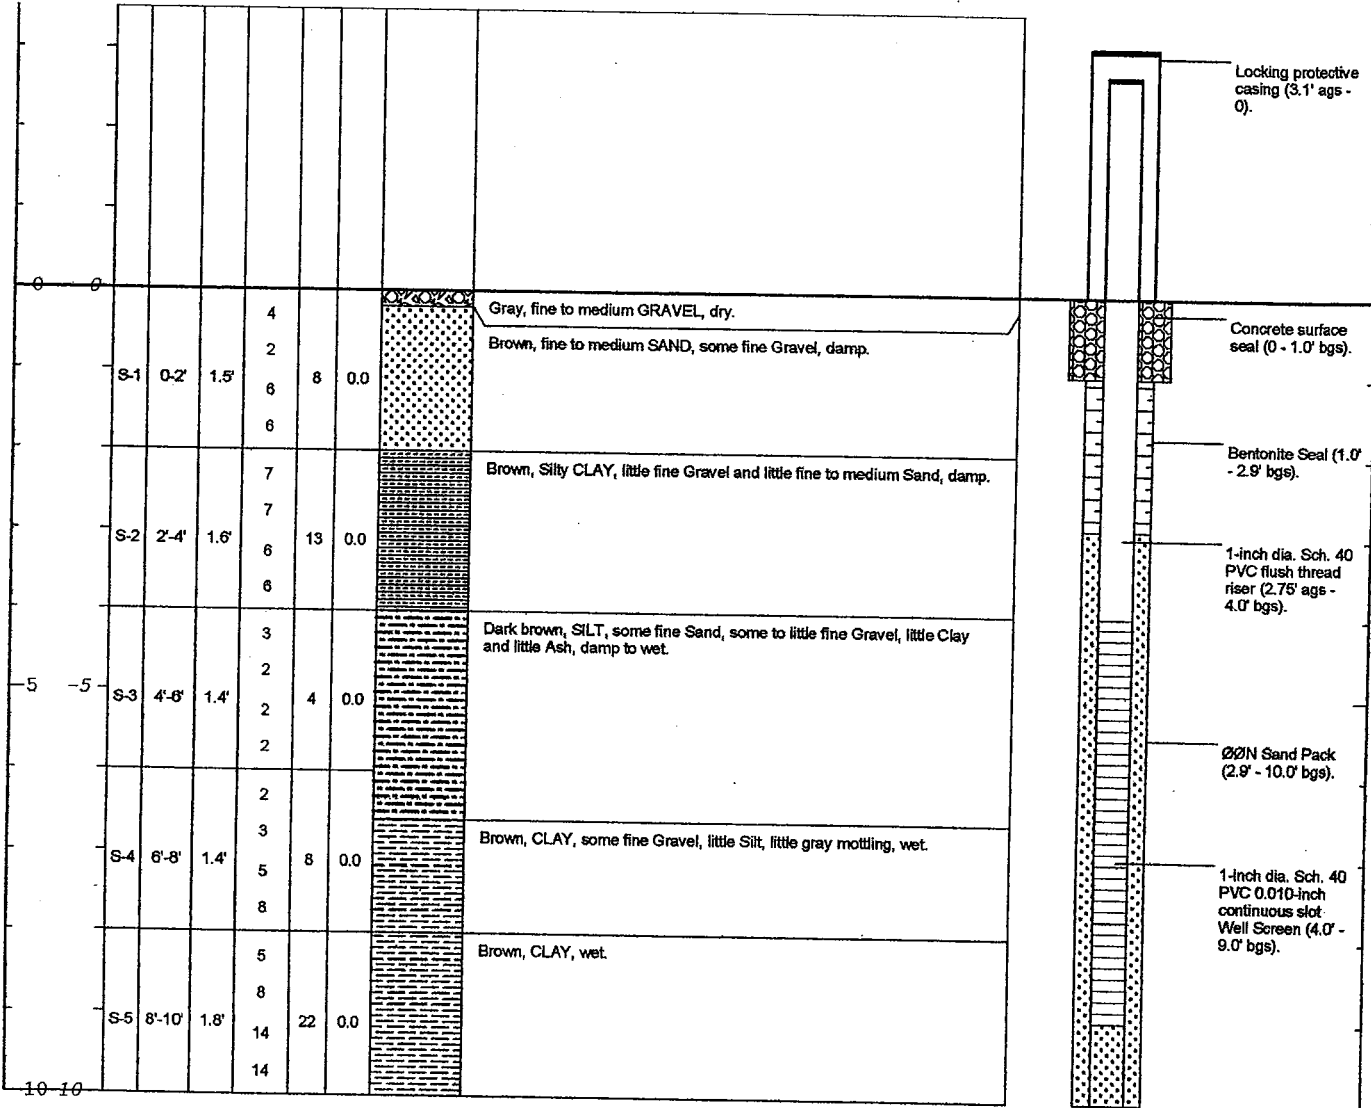 Locking protective
casing (3.1' ags -
0).
0 0
4
Gray, fine to medium GRAVEL, dry.
Concrete surface
seal (0 - 1.0' bgs).
2
Brown, fine to medium SAND, some fine Gravel, damp.
S-1 0-2' 1.5' 8 0.0
6
6
7
Brown, Silty CLAY, little fine Gravel and little fine to medium Sand, damp.
Bentonite Seal (1.0'
- 2.9' bgs).
7
S-2 2'-4' 1.6' 13 0.0
6
6
1-inch dia. Sch. 40
PVC flush thread
riser (2.75' ags -
4.0' bgs).
3
Dark brown, SILT, some fine Sand, some to little fine Gravel, little Clay
and little Ash, damp to wet.
2
-5 -5
S-3 4'-6' 1.4' 4 0.0
2
2
ØØN Sand Pack
(2.9' - 10.0' bgs).
2
3
Brown, CLAY, some fine Gravel, little Silt, little gray mottling, wet.
S-4 6'-8' 1.4' 8 0.0
5
8
1-inch dia. Sch. 40
PVC 0.010-inch
continuous slot
Well Screen (4.0' -
9.0' bgs).
5
Brown, CLAY, wet.
8
S-5 8'-10' 1.8' 22 0.0
14
14
-10 -10